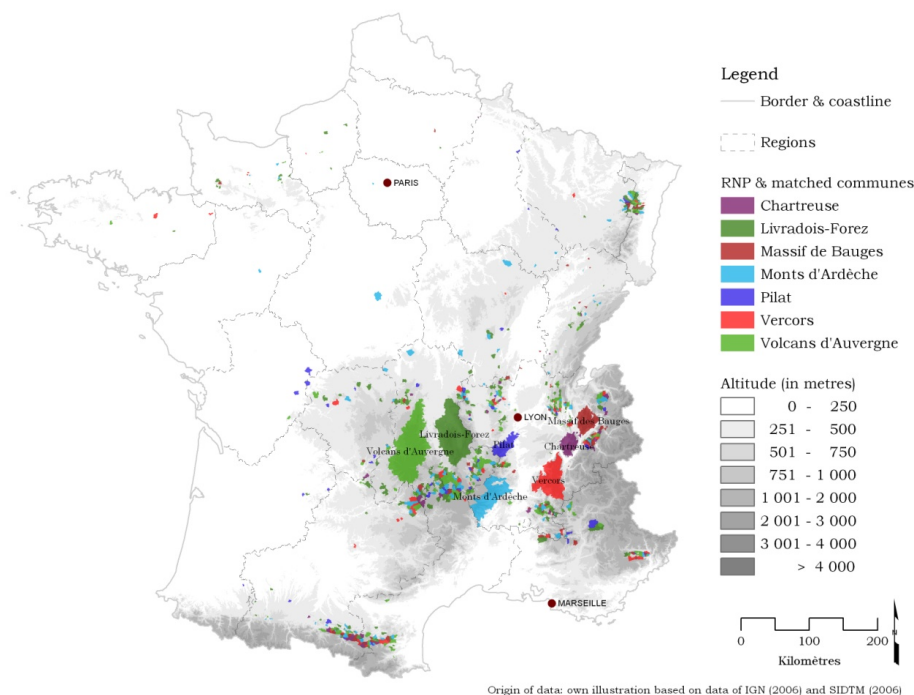 Legend
Border & coastline
Regions
RNP & matched communes
Chartreuse
Livradois-Forez
Massif de Bauges
Monts d'Ardèche
Pilat
Vercors
Volcans d'Auvergne
Altitude (in metres)
0 - 250
251 - 500
501 - 750
751 - 1 000
1 001 - 2 000
2 001 - 3 000
3 001 - 4 000
> 4 000
PARIS
LYON
Massif des Bauges
Livradois-Forez
Volcans d'Auvergne
Pilat
Chartreuse
Vercors
Monts d'Ardèche
MARSEILLE
N
0 100 200
Kilomètres
Origin of data: own illustration based on data of IGN (2006) and SIDTM (2006)